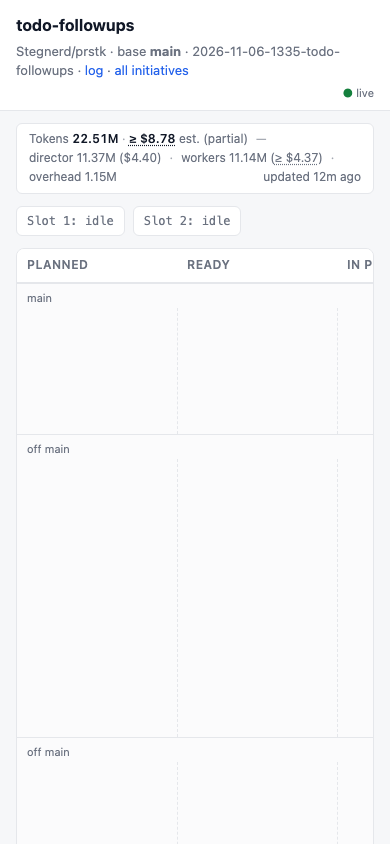 todo-followups
Stegnerd/prstk · base main · 2026-11-06-1335-todo-
followups · log · all initiatives
live
Tokens 22.51M · ≥ $8.78 est. (partial) —
director 11.37M ($4.40) · workers 11.14M (≥ $4.37) ·
overhead 1.15M updated 12m ago
Slot 1: idle Slot 2: idle
PLANNED READY IN P
main
off main
off main